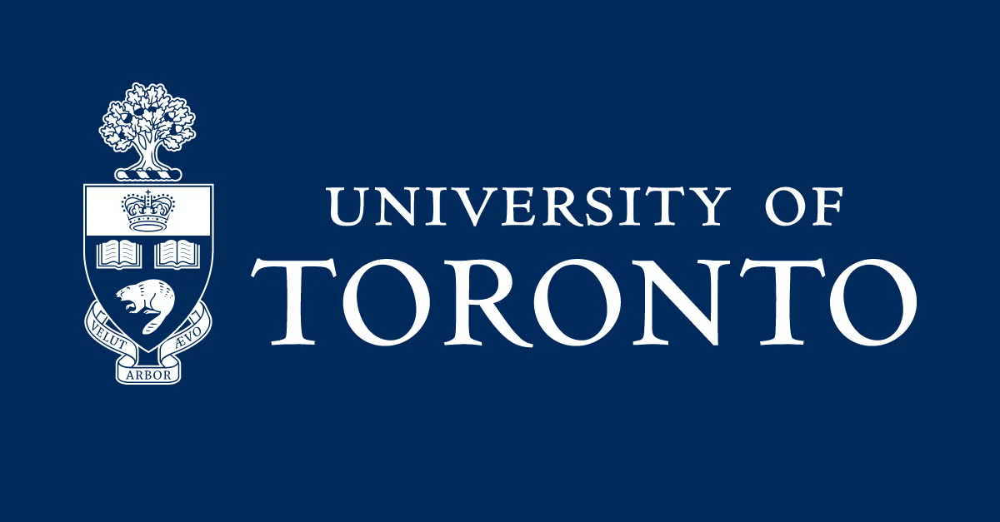 UNIVERSITY OF
TORONTO
VELUT
ARBOR
ÆVO